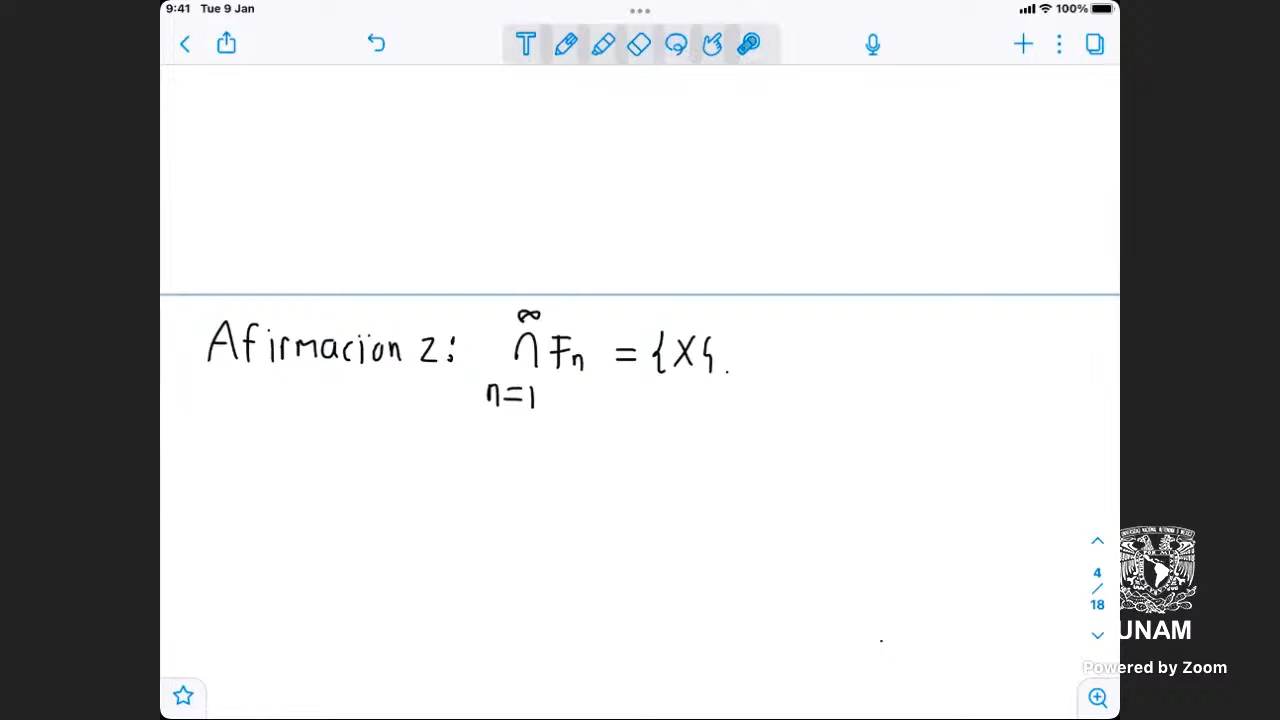 9:41 Tue 9 Jan 100%
Afirmacion 2: ∞
∩ Fn = {X}.
n=1
4
/
18
UNAM
Powered by Zoom